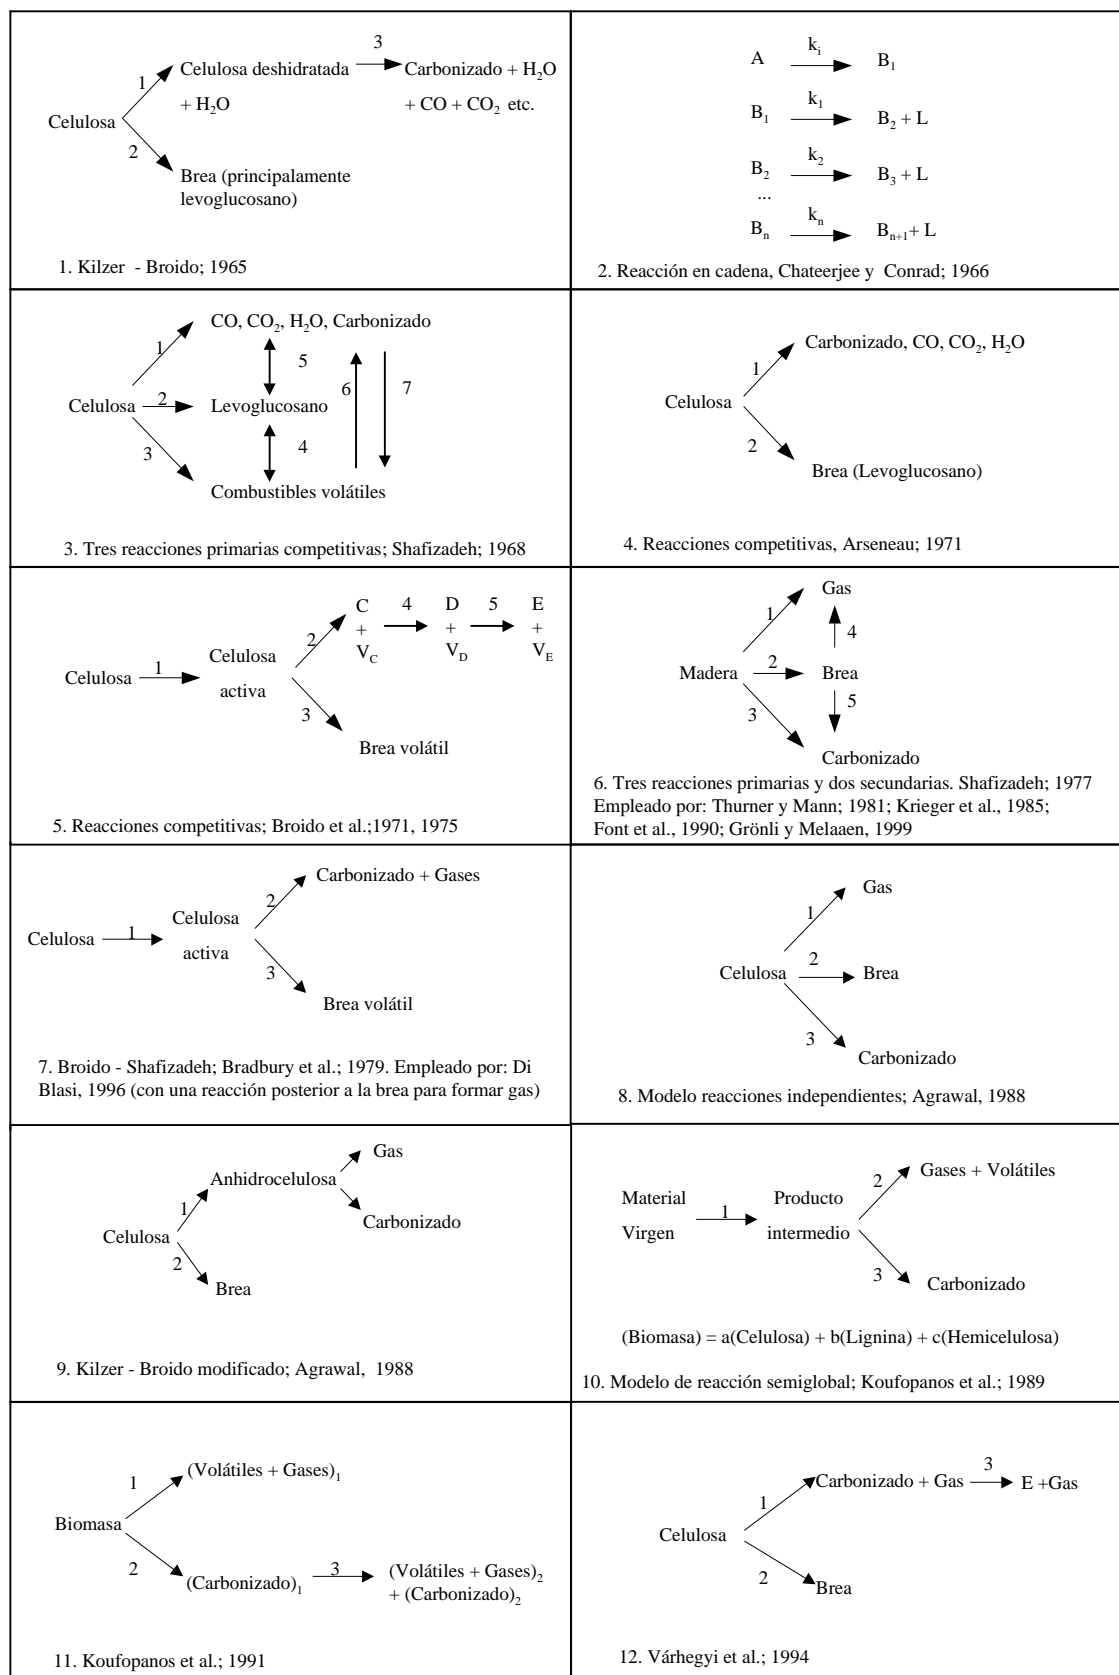 3
Celulosa deshidratada
Carbonizado + H₂O
1
+ H₂O
+ CO + CO₂ etc.
Celulosa
2
Brea (principalamente
levoglucosano)
1. Kilzer - Broido; 1965
A kᵢ B₁
B₁ k₁ B₂ + L
B₂ k₂ B₃ + L
...
Bₙ kₙ Bₙ₊₁+ L
2. Reacción en cadena, Chateerjee y Conrad; 1966
CO, CO₂, H₂O, Carbonizado
1
5
6
7
Celulosa
2
Levoglucosano
3
4
Combustibles volátiles
3. Tres reacciones primarias competitivas; Shafizadeh; 1968
Carbonizado, CO, CO₂, H₂O
1
Celulosa
2
Brea (Levoglucosano)
4. Reacciones competitivas, Arseneau; 1971
C 4 D 5 E
2
+ + +
V_C V_D V_E
Celulosa
1
Celulosa
activa
3
Brea volátil
5. Reacciones competitivas; Broido et al.;1971, 1975
Gas
1
4
Madera
2
Brea
3
5
Carbonizado
6. Tres reacciones primarias y dos secundarias. Shafizadeh; 1977
Empleado por: Thurner y Mann; 1981; Krieger et al., 1985;
Font et al., 1990; Grönli y Melaaen, 1999
Carbonizado + Gases
2
Celulosa
1
Celulosa
activa
3
Brea volátil
7. Broido - Shafizadeh; Bradbury et al.; 1979. Empleado por: Di
Blasi, 1996 (con una reacción posterior a la brea para formar gas)
Gas
1
Celulosa
2
Brea
3
Carbonizado
8. Modelo reacciones independientes; Agrawal, 1988
Gas
Anhidrocelulosa
1
Carbonizado
Celulosa
2
Brea
9. Kilzer - Broido modificado; Agrawal, 1988
Gases + Volátiles
2
Material
Virgen
1
Producto
intermedio
3
Carbonizado
(Biomasa) = a(Celulosa) + b(Lignina) + c(Hemicelulosa)
10. Modelo de reacción semiglobal; Koufopanos et al.; 1989
(Volátiles + Gases)₁
1
Biomasa
2
(Carbonizado)₁
3
(Volátiles + Gases)₂
+ (Carbonizado)₂
11. Koufopanos et al.; 1991
Carbonizado + Gas
3
E +Gas
1
Celulosa
2
Brea
12. Várhegyi et al.; 1994